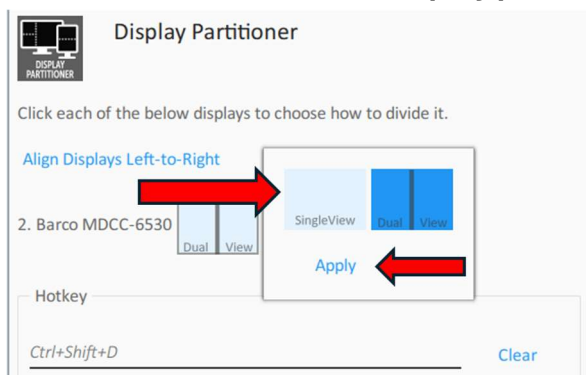 Display Partitioner
DISPLAY
PARTITIONER
Click each of the below displays to choose how to divide it.
Align Displays Left-to-Right
2. Barco MDCC-6530
Dual View
SingleView
Dual View
Apply
Hotkey
Ctrl+Shift+D
Clear